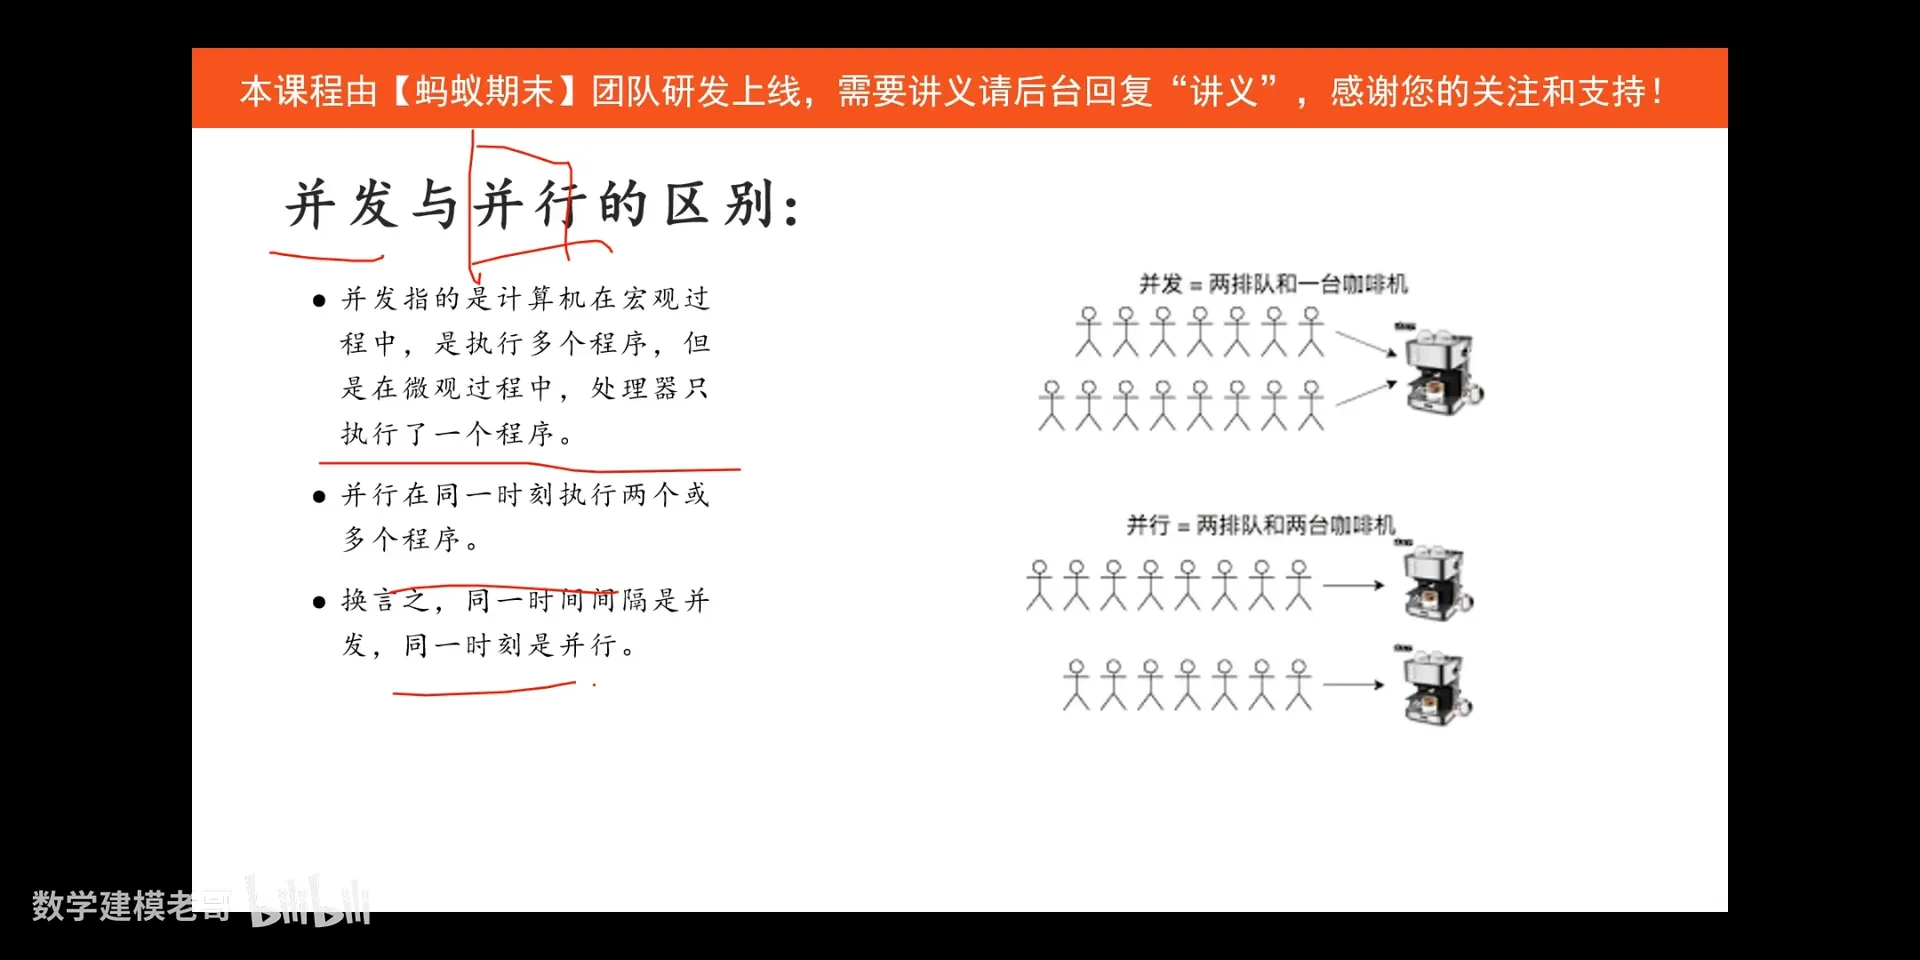 本课程由【蚂蚁期末】团队研发上线，需要讲义请后台回复“讲义”，感谢您的关注和支持！
并发与并行的区别：
● 并发指的是计算机在宏观过
程中，是执行多个程序，但
是在微观过程中，处理器只
执行了一个程序。
● 并行在同一时刻执行两个或
多个程序。
● 换言之，同一时间间隔是并
发，同一时刻是并行。
并发 = 两排队和一台咖啡机
并行 = 两排队和两台咖啡机
数学建模老哥 bilibili